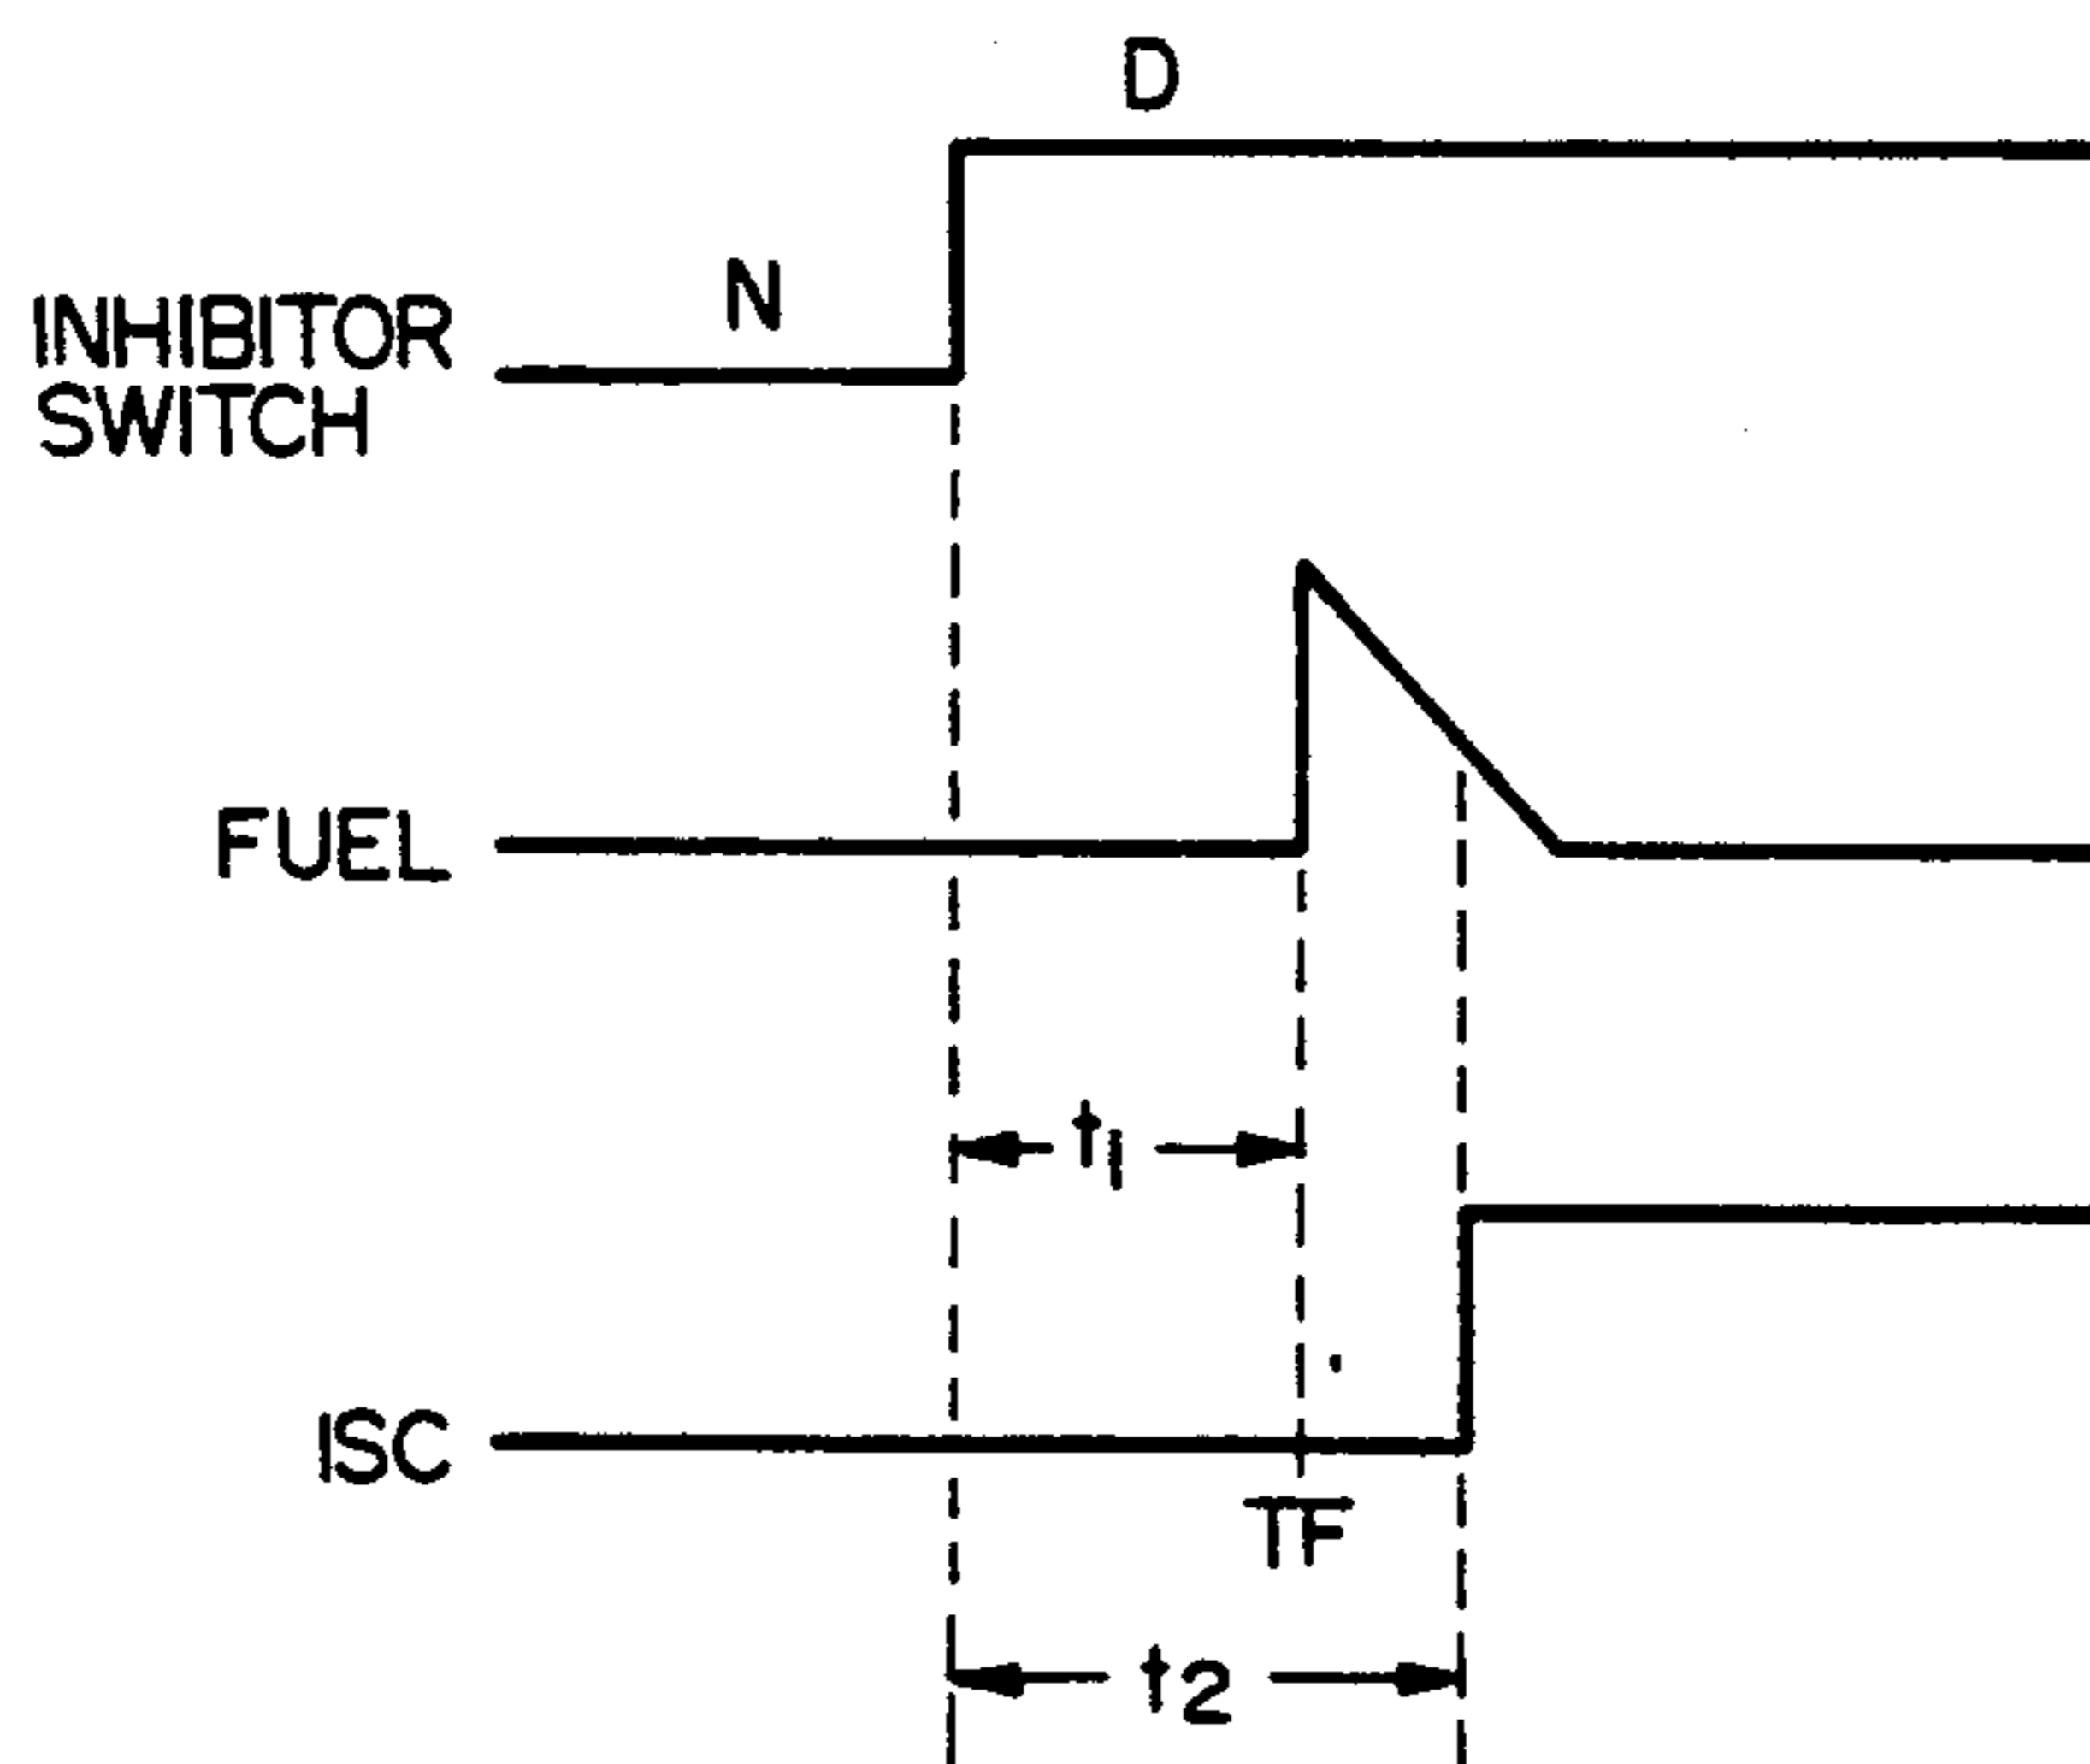 D
N
INHIBITOR
SWITCH
FUEL
t1
ISC
TF
t2